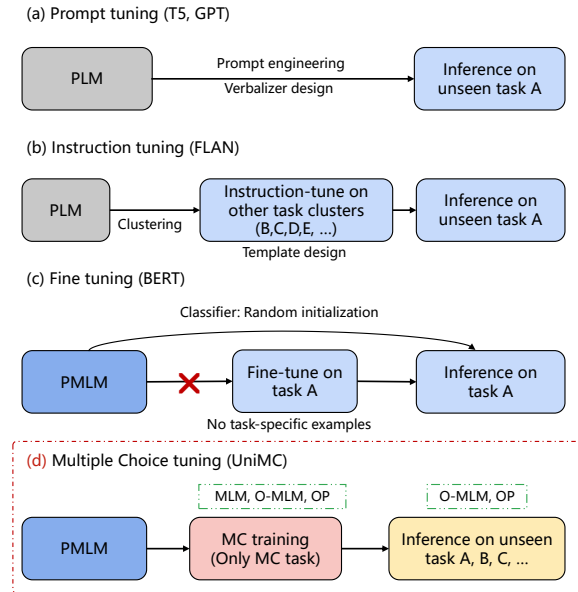 (a) Prompt tuning (T5, GPT)
PLM
Prompt engineering
Verbalizer design
Inference on
unseen task A
(b) Instruction tuning (FLAN)
PLM
Clustering
Instruction-tune on
other task clusters
(B,C,D,E, ...)
Template design
Inference on
unseen task A
(c) Fine tuning (BERT)
Classifier: Random initialization
PMLM
Fine-tune on
task A
No task-specific examples
Inference on
task A
(d) Multiple Choice tuning (UniMC)
MLM, O-MLM, OP
O-MLM, OP
PMLM
MC training
(Only MC task)
Inference on unseen
task A, B, C, ...